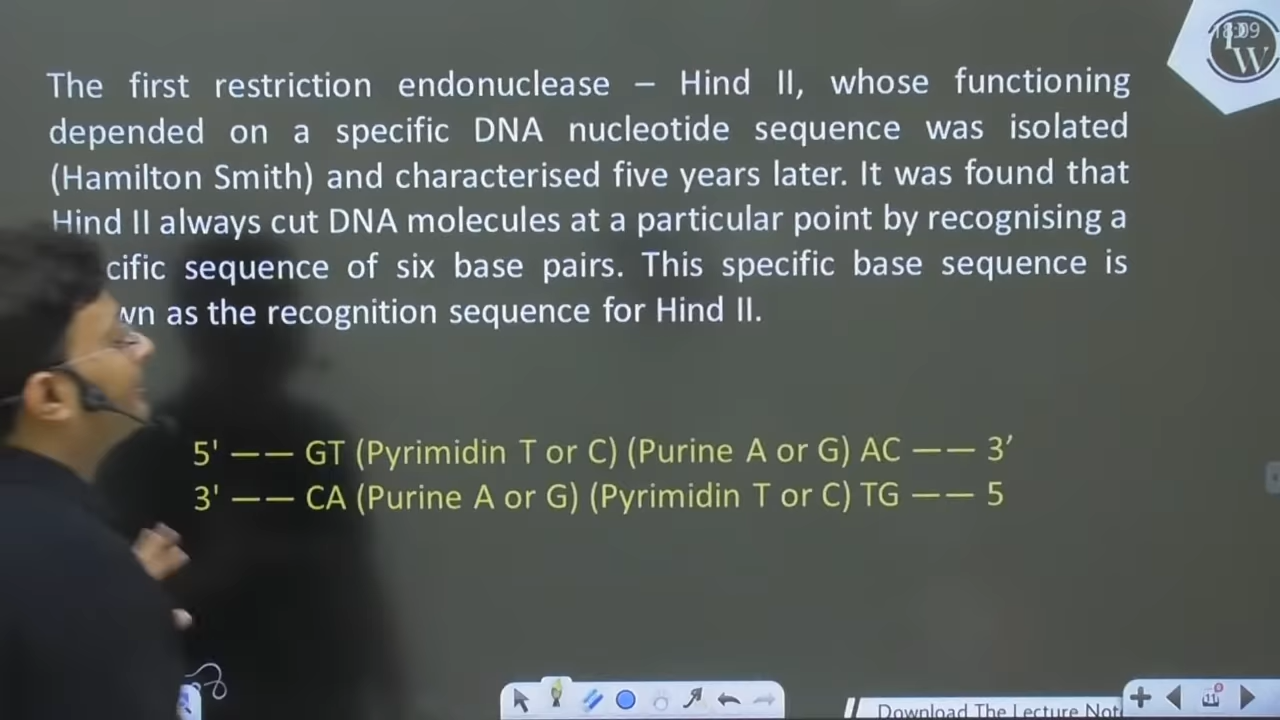 18:09
PW
The first restriction endonuclease – Hind II, whose functioning
depended on a specific DNA nucleotide sequence was isolated
(Hamilton Smith) and characterised five years later. It was found that
Hind II always cut DNA molecules at a particular point by recognising a
cific sequence of six base pairs. This specific base sequence is
wn as the recognition sequence for Hind II.
5' —— GT (Pyrimidin T or C) (Purine A or G) AC —— 3’
3' —— CA (Purine A or G) (Pyrimidin T or C) TG —— 5
11
Download The Lecture Not